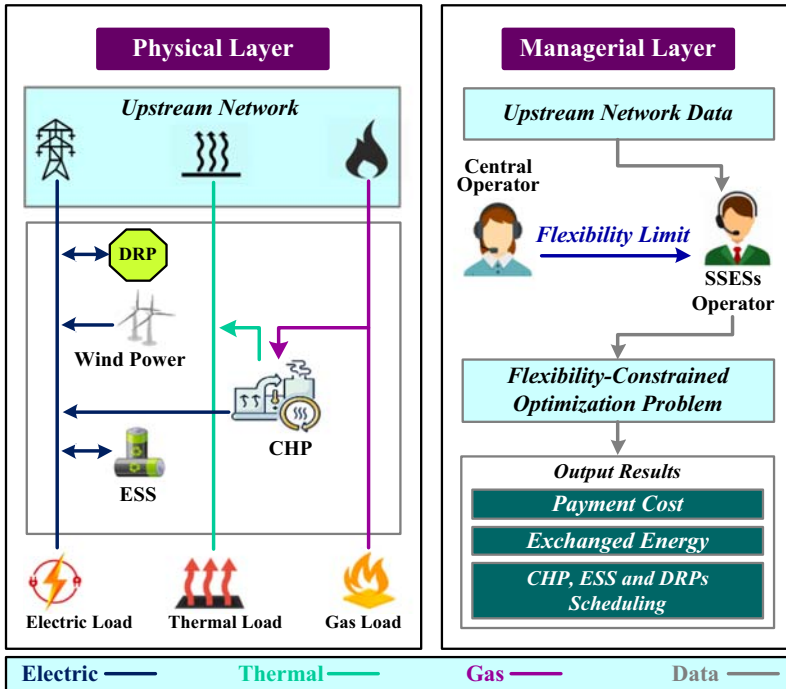 Physical Layer
Upstream Network
DRP
Wind Power
CHP
ESS
Electric Load
Thermal Load
Gas Load
Managerial Layer
Upstream Network Data
Central
Operator
Flexibility Limit
SSESs
Operator
Flexibility-Constrained
Optimization Problem
Output Results
Payment Cost
Exchanged Energy
CHP, ESS and DRPs
Scheduling
Electric
Thermal
Gas
Data